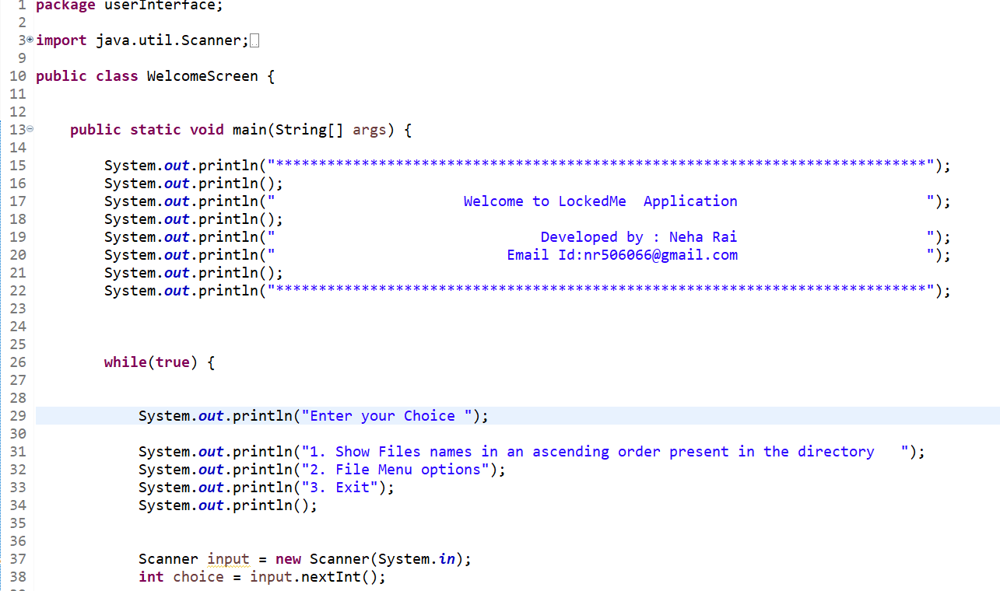 1 package userInterface;
2
3 import java.util.Scanner;
9
10 public class WelcomeScreen {
11
12
13 public static void main(String[] args) {
14
15 System.out.println("****************************************************************************");
16 System.out.println();
17 System.out.println("                      Welcome to LockedMe  Application                      ");
18 System.out.println();
19 System.out.println("                               Developed by : Neha Rai                      ");
20 System.out.println("                           Email Id:nr506066@gmail.com                      ");
21 System.out.println();
22 System.out.println("****************************************************************************");
23
24
25
26 while(true) {
27
28
29 System.out.println("Enter your Choice ");
30
31 System.out.println("1. Show Files names in an ascending order present in the directory   ");
32 System.out.println("2. File Menu options");
33 System.out.println("3. Exit");
34 System.out.println();
35
36
37 Scanner input = new Scanner(System.in);
38 int choice = input.nextInt();